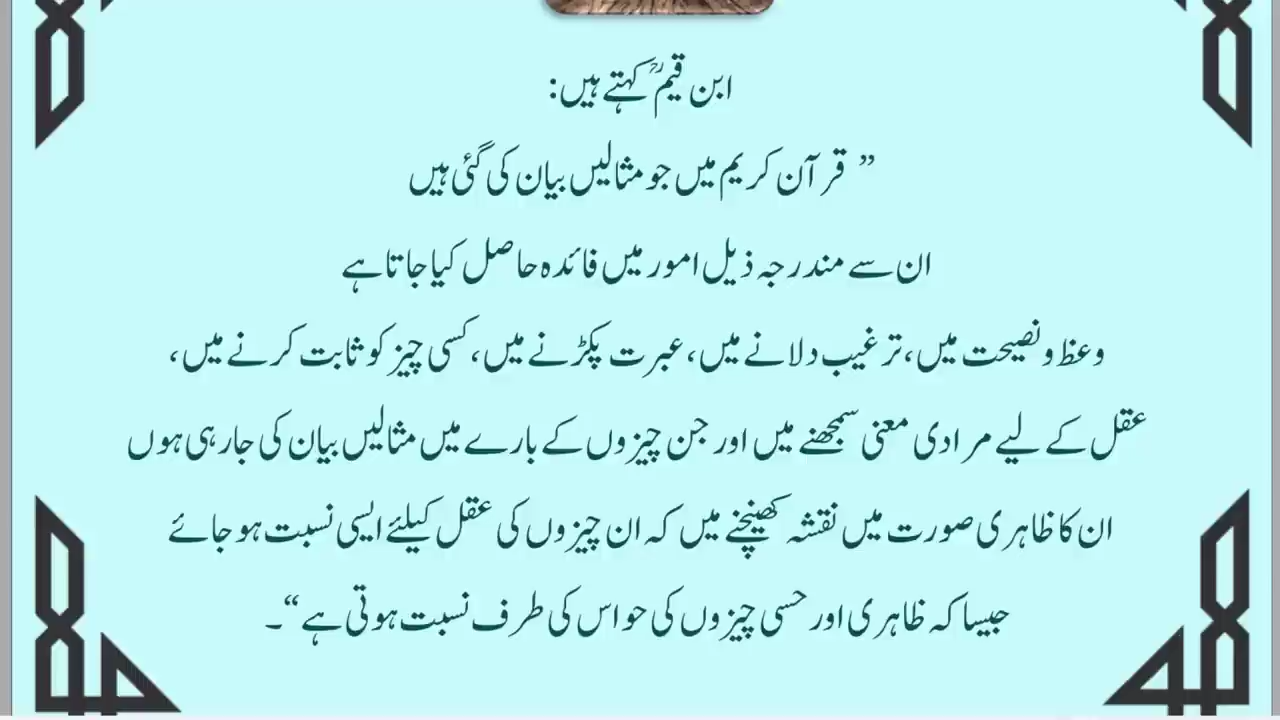 ابن قیمؒ کہتے ہیں:
” قرآن کریم میں جو مثالیں بیان کی گئی ہیں
ان سے مندرجہ ذیل امور میں فائدہ حاصل کیا جاتا ہے
وعظ و نصیحت میں، ترغیب دلانے میں، عبرت پکڑنے میں، کسی چیز کو ثابت کرنے میں،
عقل کے لیے مرادی معنی سمجھنے میں اور جن چیزوں کے بارے میں مثالیں بیان کی جارہی ہوں
ان کا ظاہری صورت میں نقشہ کھینچنے میں کہ ان چیزوں کی عقل کیلئے ایسی نسبت ہو جائے
جیسا کہ ظاہری اور حسی چیزوں کی حواس کی طرف نسبت ہوتی ہے “۔